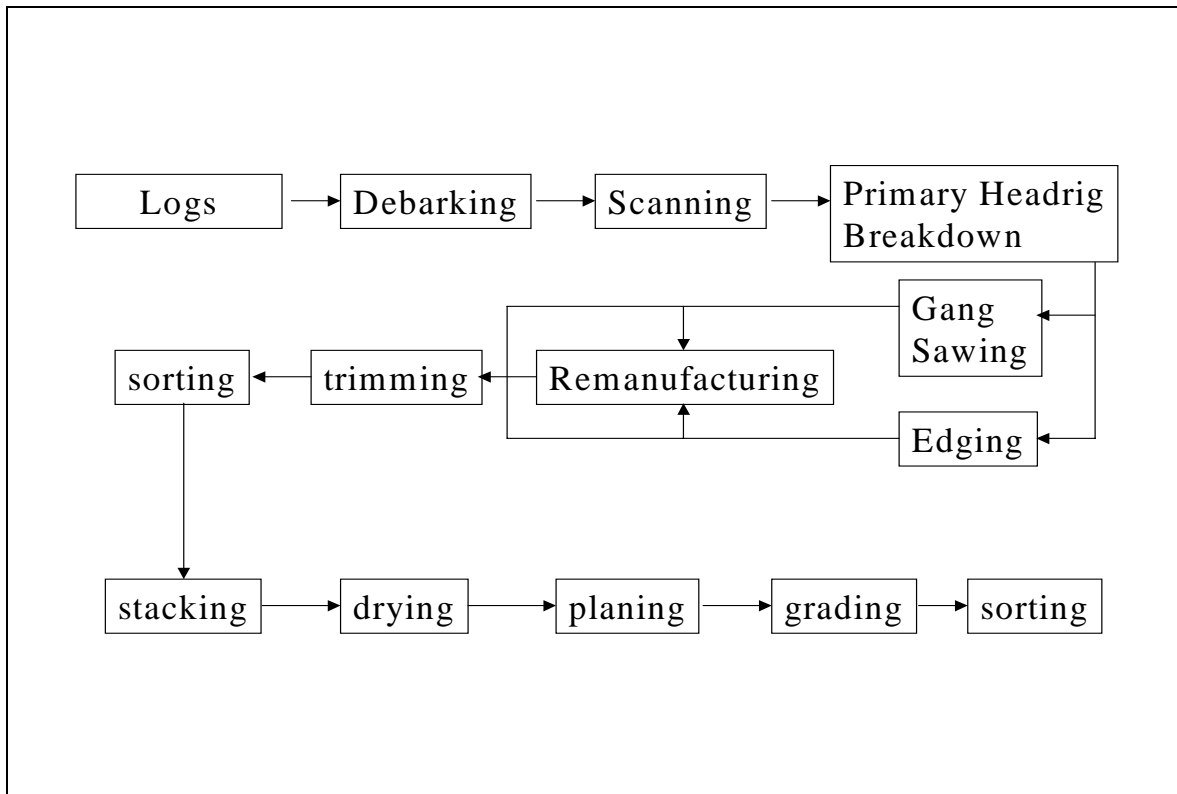 Logs
Debarking
Scanning
Primary Headrig
Breakdown
Gang
Sawing
sorting
trimming
Remanufacturing
Edging
stacking
drying
planing
grading
sorting